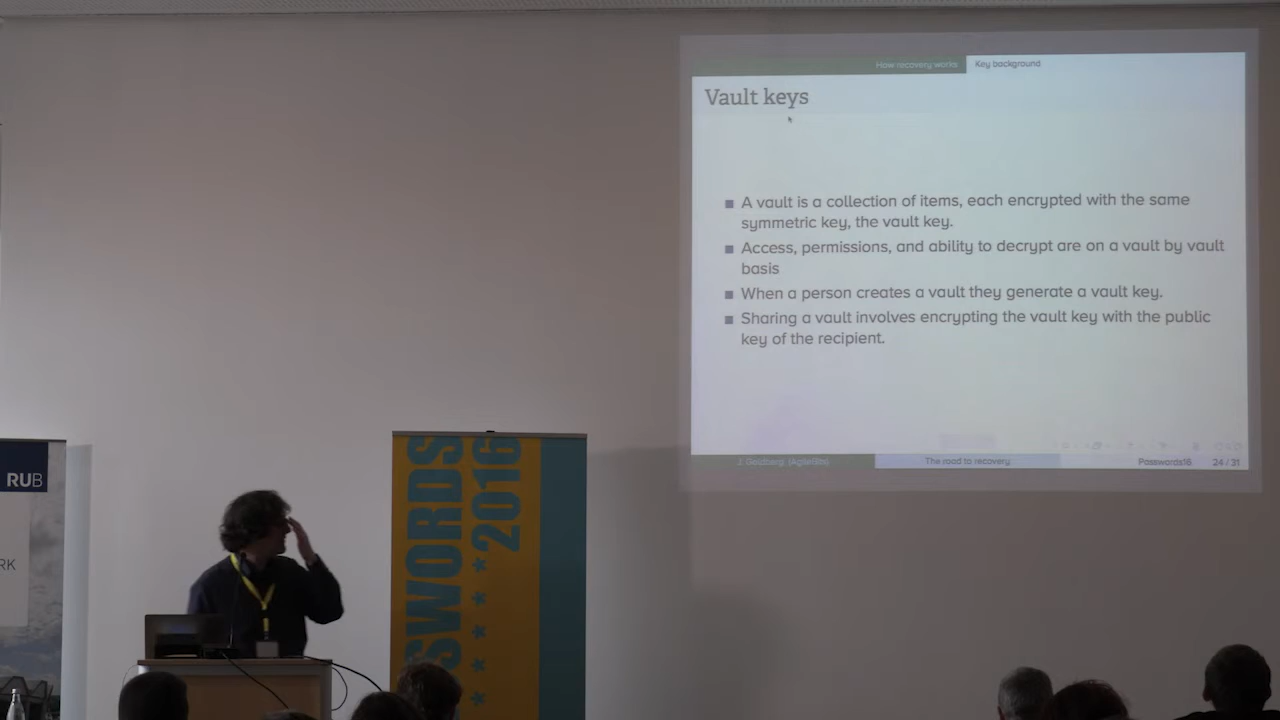 How recovery works
Key background
Vault keys
A vault is a collection of items, each encrypted with the same
symmetric key, the vault key.
Access, permissions, and ability to decrypt are on a vault by vault
basis
When a person creates a vault they generate a vault key.
Sharing a vault involves encrypting the vault key with the public
key of the recipient.
J. Goldberg (AgileBits)
The road to recovery
Passwords16
24 / 31
RUB
RK
SWORDS
2016